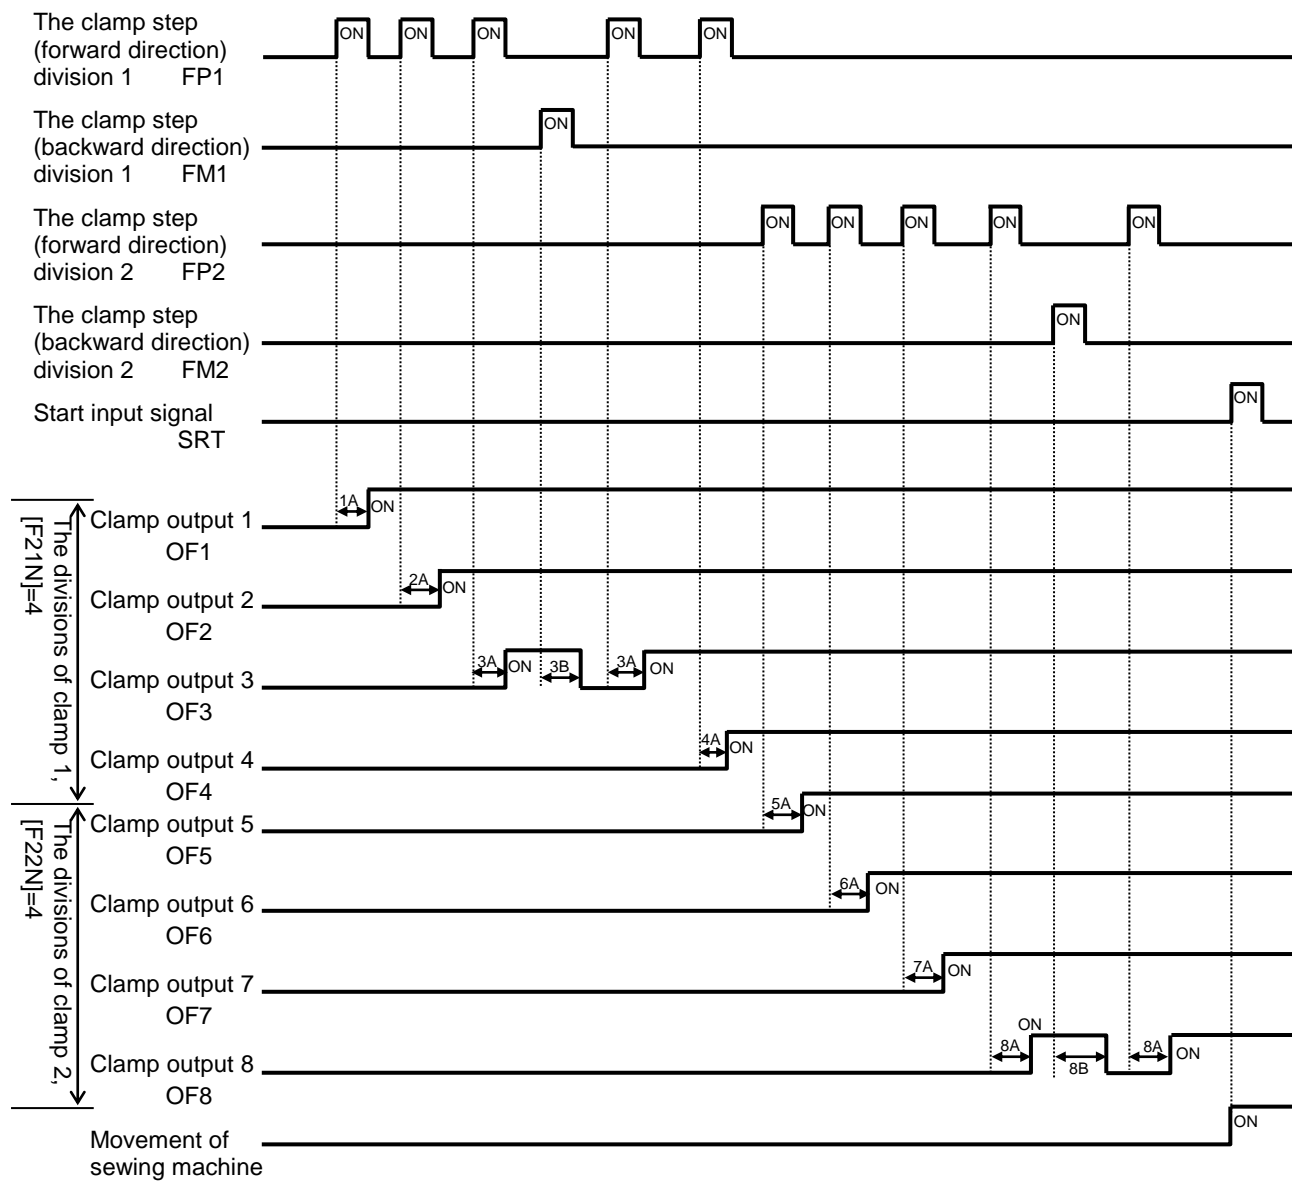 The clamp step
(forward direction)
division 1 FP1
ON ON ON ON ON
The clamp step
(backward direction)
division 1 FM1
ON
The clamp step
(forward direction)
division 2 FP2
ON ON ON ON ON
The clamp step
(backward direction)
division 2 FM2
ON
Start input signal
SRT
ON
The divisions of clamp 1,
[F21N]=4
Clamp output 1
OF1
1A ON
Clamp output 2
OF2
2A ON
Clamp output 3
OF3
3A ON 3B 3A ON
Clamp output 4
OF4
4A ON
The divisions of clamp 2,
[F22N]=4
Clamp output 5
OF5
5A ON
Clamp output 6
OF6
6A ON
Clamp output 7
OF7
7A ON
Clamp output 8
OF8
8A ON 8B 8A ON
Movement of
sewing machine
ON